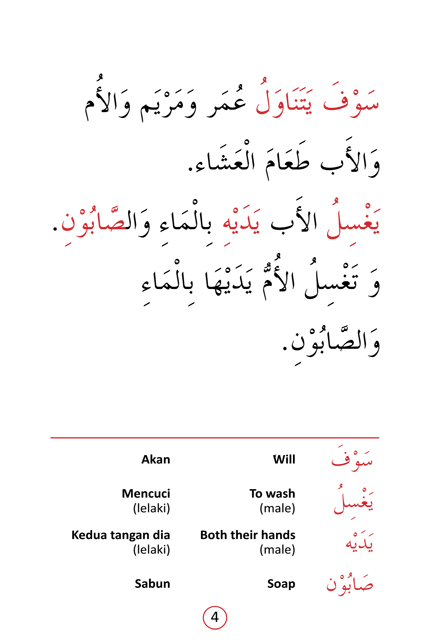 سَوْفَ يَتَنَاوَلُ عُمَر وَمَرْيَم وَالأُم
وَالأَب طَعَامَ الْعَشَاء.
يَغْسِلُ الأَب يَدَيْهِ بِالْمَاءِ وَالصَّابُوْنِ.
وَ تَغْسِلُ الأُمُّ يَدَيْهَا بِالْمَاءِ
وَالصَّابُوْنِ.
سَوْفَ Will Akan
يَغْسِلُ To wash (male) Mencuci (lelaki)
يَدَيْهِ Both their hands (male) Kedua tangan dia (lelaki)
صَابُوْن Soap Sabun
4